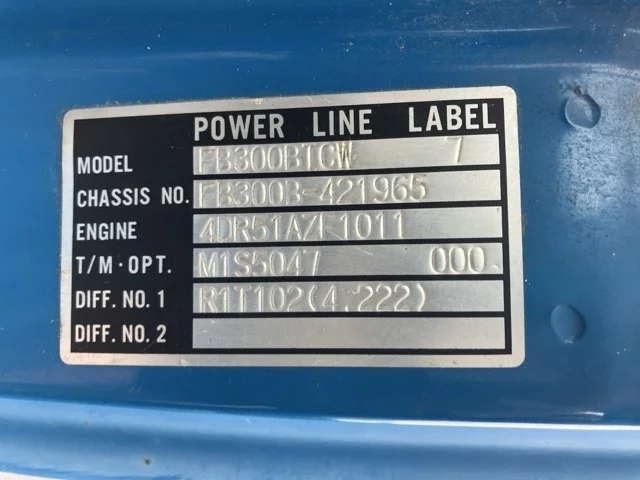 POWER LINE LABEL
MODEL FB300BTCW 7
CHASSIS NO. FB300B-421965
ENGINE 4DR51AZF1011
T/M·OPT. M1S5047 000
DIFF. NO. 1 R1T102(4.222)
DIFF. NO. 2